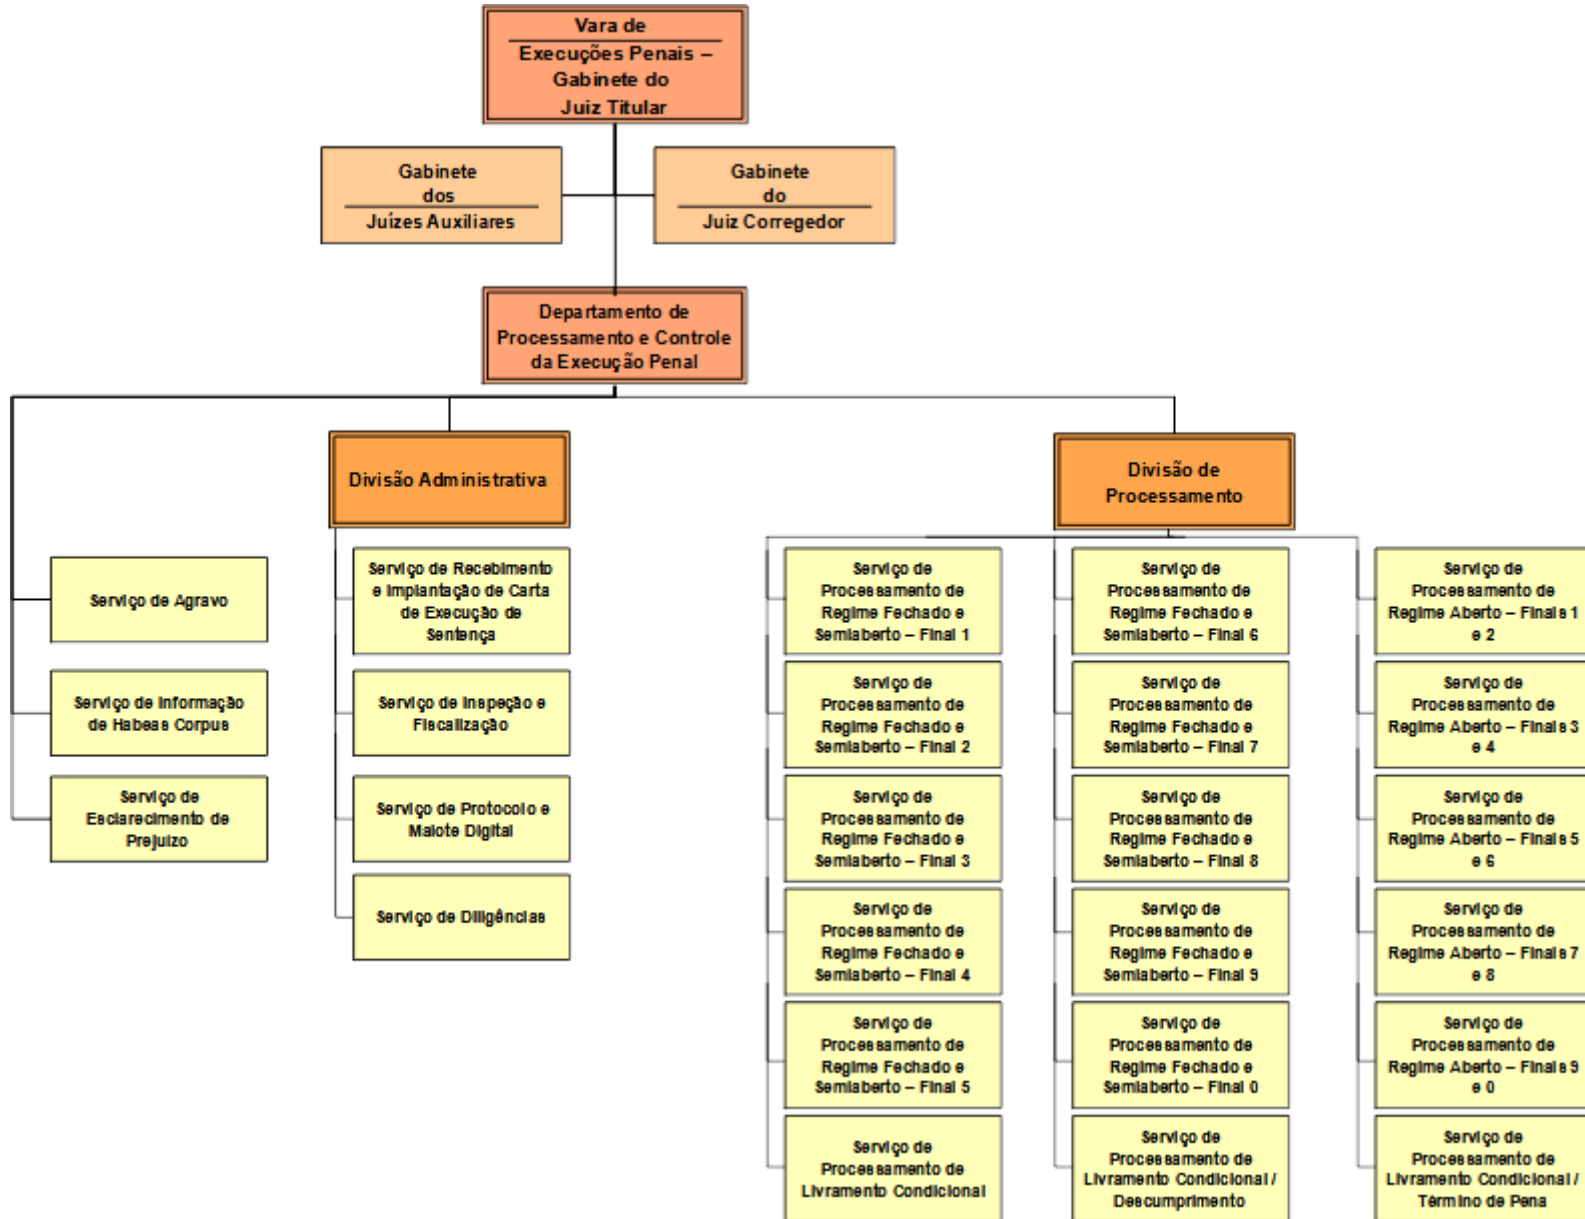 Vara de
Execuções Penais –
Gabinete do
Juiz Titular
Gabinete
dos
Juízes Auxiliares
Gabinete
do
Juiz Corregedor
Departamento de
Processamento e Controle
da Execução Penal
Divisão Administrativa
Divisão de
Processamento
Serviço de Agravo
Serviço de Informação
de Habeas Corpus
Serviço de
Esclarecimento de
Prejuízo
Serviço de Recebimento
e Implantação de Carta
de Execução de
Sentença
Serviço de Inspeção e
Fiscalização
Serviço de Protocolo e
Malote Digital
Serviço de Diligências
Serviço de
Processamento de
Regime Fechado e
Semiaberto – Final 1
Serviço de
Processamento de
Regime Fechado e
Semiaberto – Final 2
Serviço de
Processamento de
Regime Fechado e
Semiaberto – Final 3
Serviço de
Processamento de
Regime Fechado e
Semiaberto – Final 4
Serviço de
Processamento de
Regime Fechado e
Semiaberto – Final 5
Serviço de
Processamento de
Livramento Condicional
Serviço de
Processamento de
Regime Fechado e
Semiaberto – Final 6
Serviço de
Processamento de
Regime Fechado e
Semiaberto – Final 7
Serviço de
Processamento de
Regime Fechado e
Semiaberto – Final 8
Serviço de
Processamento de
Regime Fechado e
Semiaberto – Final 9
Serviço de
Processamento de
Regime Fechado e
Semiaberto – Final 0
Serviço de
Processamento de
Livramento Condicional /
Descumprimento
Serviço de
Processamento de
Regime Aberto – Finais 1
e 2
Serviço de
Processamento de
Regime Aberto – Finais 3
e 4
Serviço de
Processamento de
Regime Aberto – Finais 5
e 6
Serviço de
Processamento de
Regime Aberto – Finais 7
e 8
Serviço de
Processamento de
Regime Aberto – Finais 9
e 0
Serviço de
Processamento de
Livramento Condicional /
Término de Pena